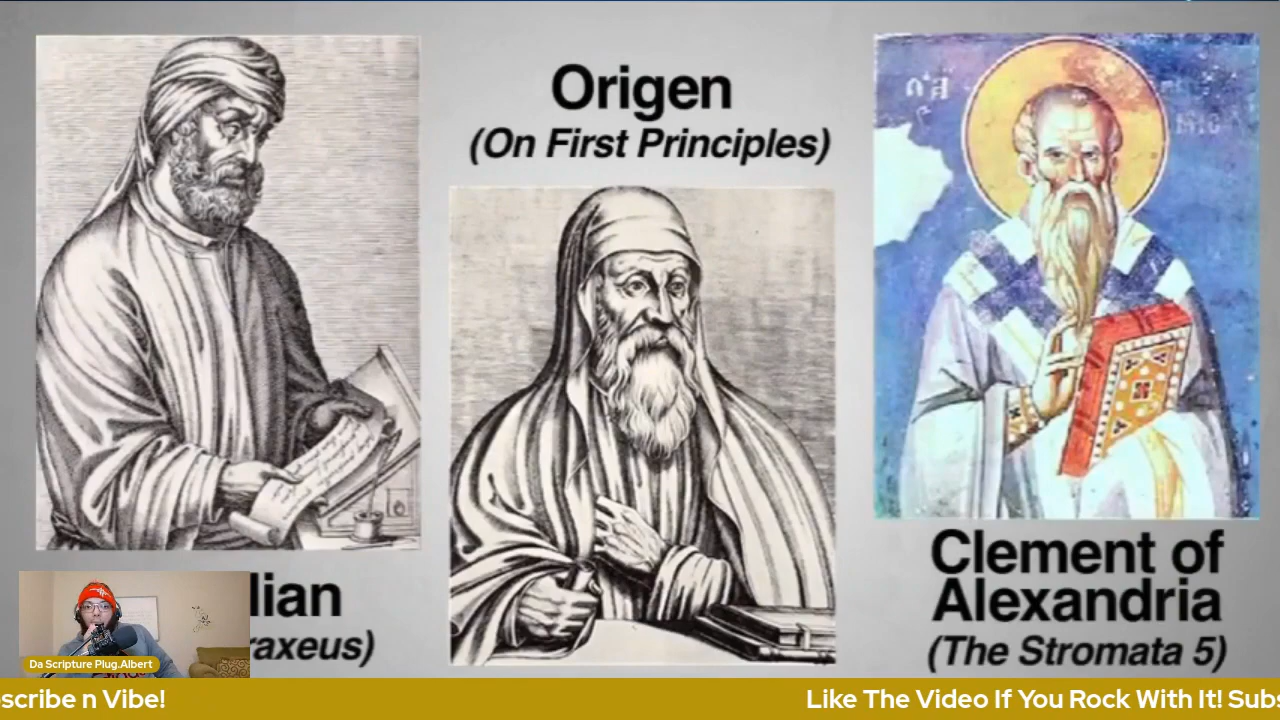 Origen
(On First Principles)
Clement of
Alexandria
(The Stromata 5)
lian
raxeus)
Da Scripture Plug.Albert
scribe n Vibe!
Like The Video If You Rock With It! Subs